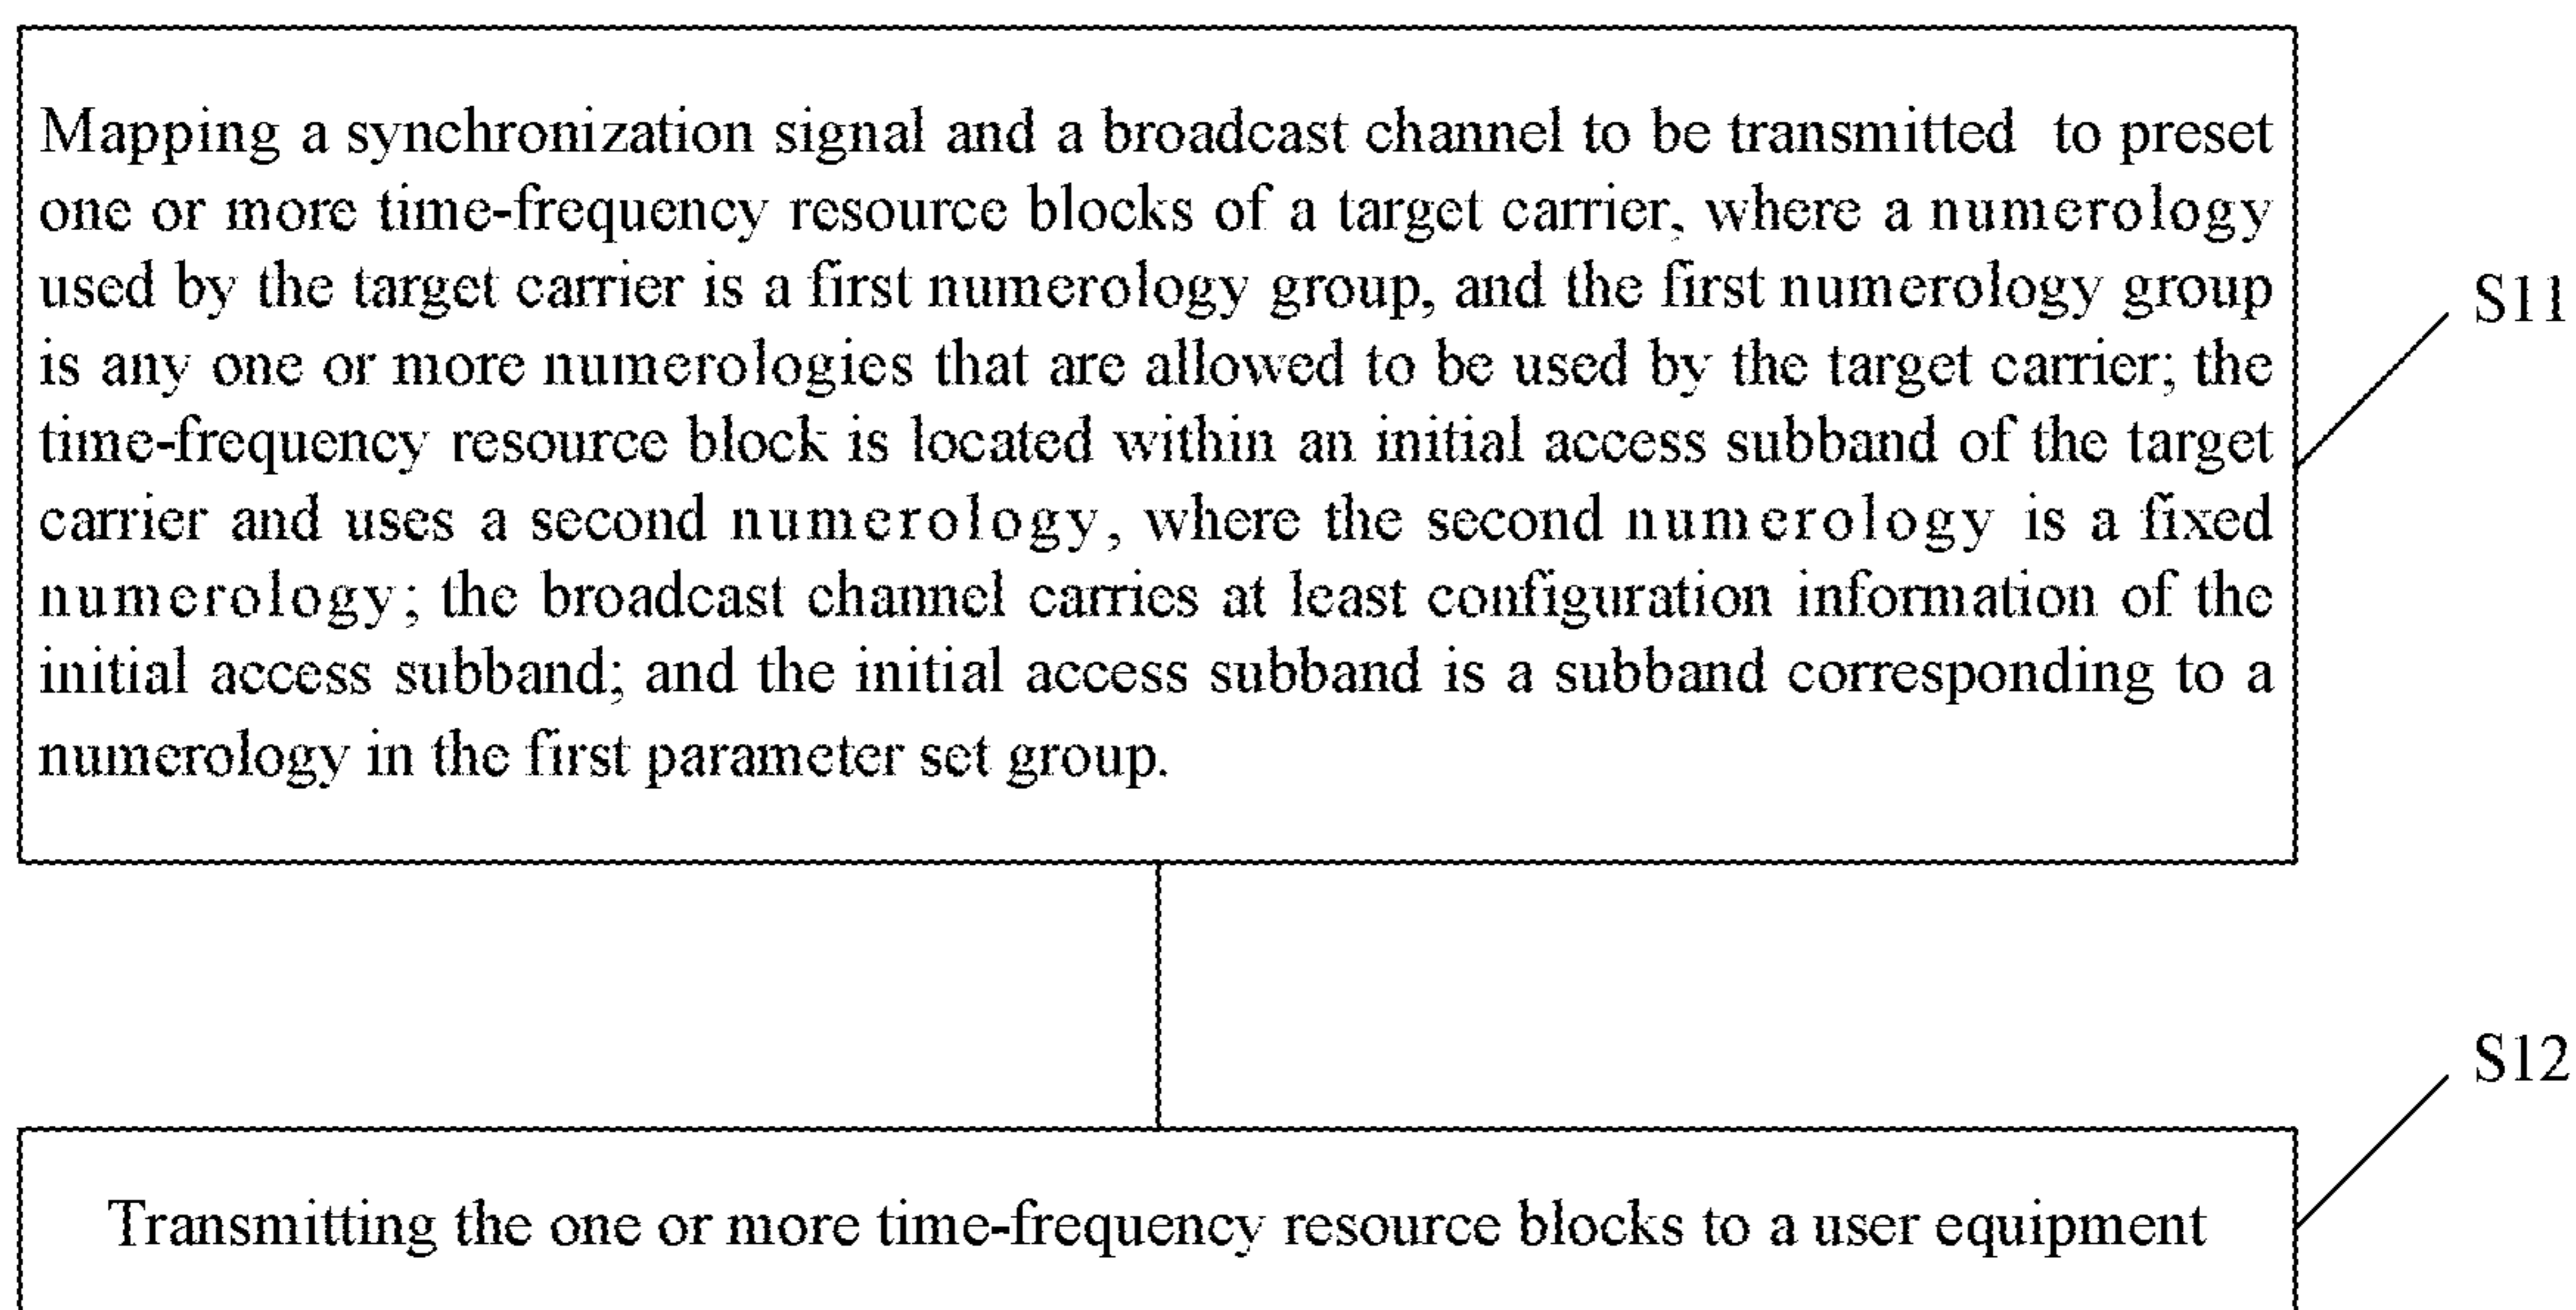 Mapping a synchronization signal and a broadcast channel to be transmitted to preset
one or more time-frequency resource blocks of a target carrier, where a numerology
used by the target carrier is a first numerology group, and the first numerology group
is any one or more numerologies that are allowed to be used by the target carrier; the
time-frequency resource block is located within an initial access subband of the target
carrier and uses a second numerology, where the second numerology is a fixed
numerology; the broadcast channel carries at least configuration information of the
initial access subband; and the initial access subband is a subband corresponding to a
numerology in the first parameter set group.
S11
S12
Transmitting the one or more time-frequency resource blocks to a user equipment